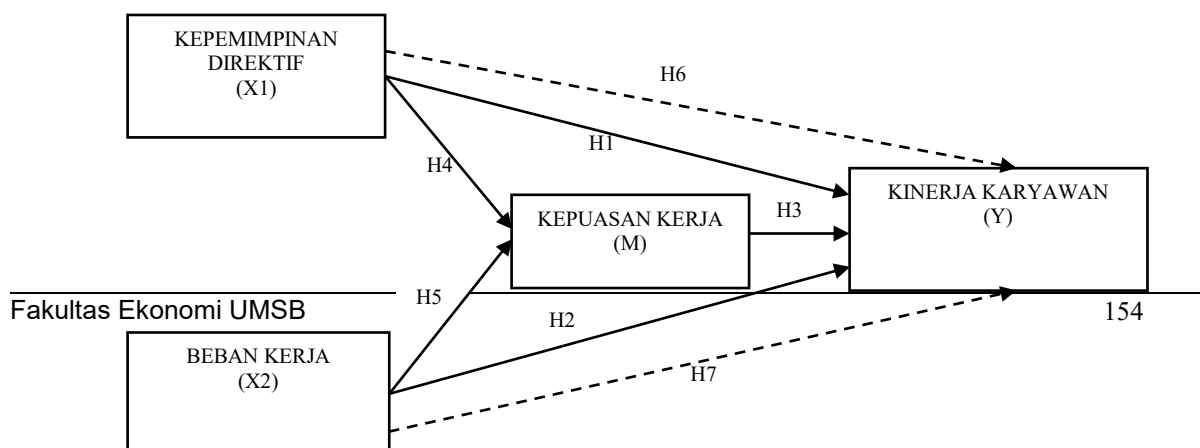 KEPEMIMPINAN
DIREKTIF
(X1)
H6
H1
H4
KEPUASAN KERJA
(M)
H3
KINERJA KARYAWAN
(Y)
H5
H2
Fakultas Ekonomi UMSB
154
BEBAN KERJA
(X2)
H7